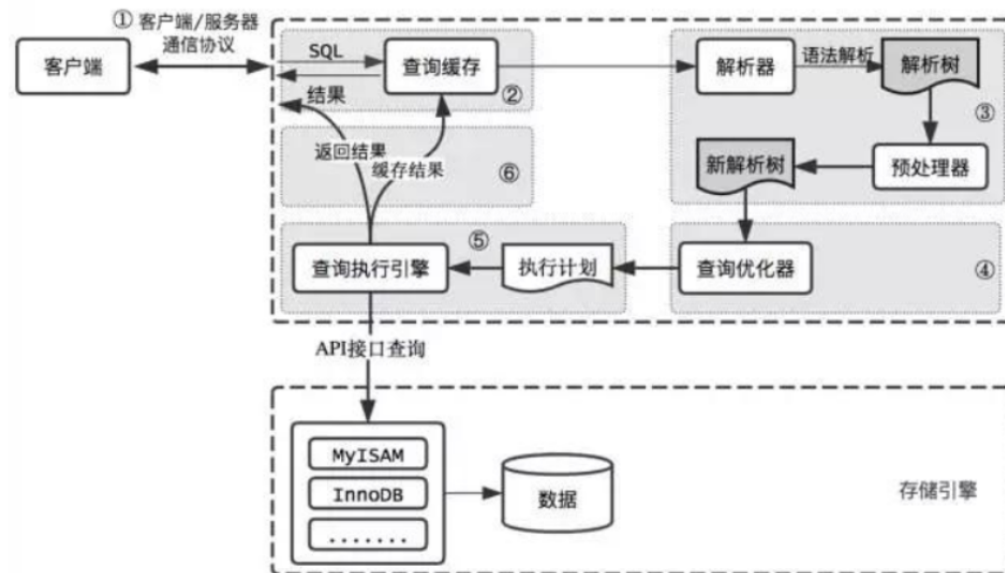 ① 客户端/服务器
通信协议
客户端
SQL
结果
查询缓存
②
解析器
语法解析
解析树
③
返回结果
缓存结果
⑥
新解析树
预处理器
查询执行引擎
⑤
执行计划
查询优化器
④
API接口查询
MyISAM
InnoDB
.......
数据
存储引擎